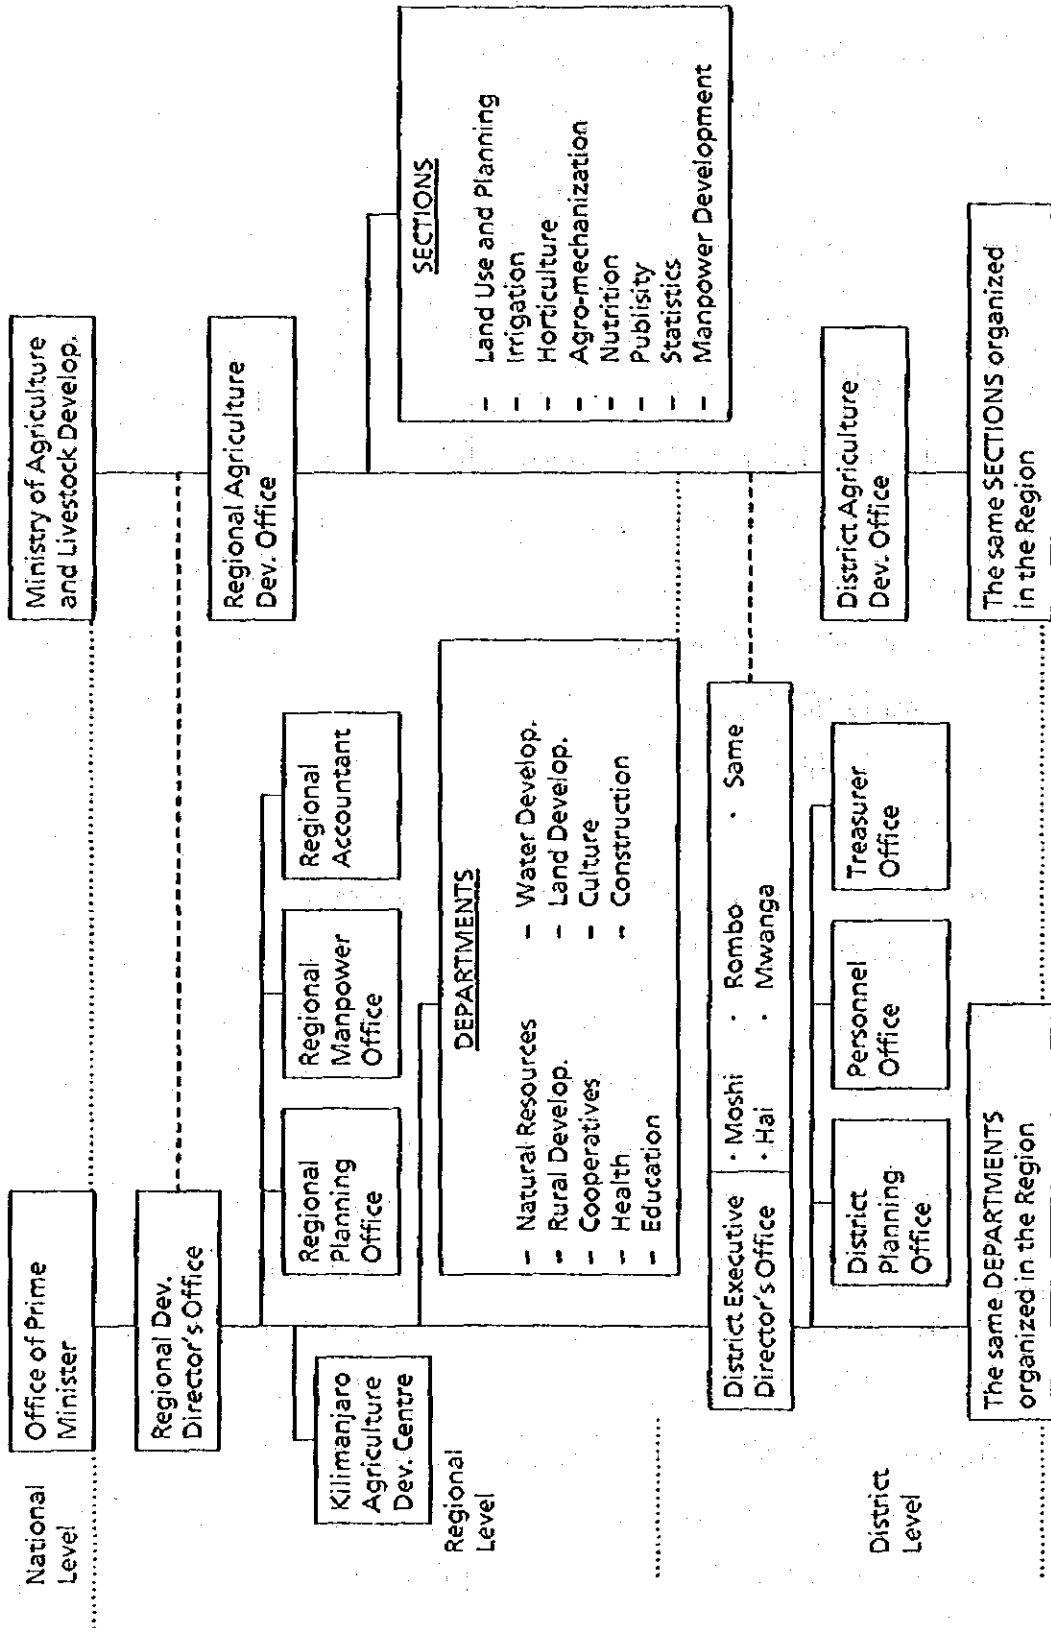 National
Level
Office of Prime
Minister
Ministry of Agriculture
and Livestock Develop.
Regional Dev.
Director's Office
Regional Agriculture
Dev. Office
Regional
Planning
Office
Regional
Manpower
Office
Regional
Accountant
Kilimanjaro
Agriculture
Dev. Centre
Regional
Level
DEPARTMENTS
- Natural Resources
- Rural Develop.
- Cooperatives
- Health
- Education
- Water Develop.
- Land Develop.
- Culture
- Construction
SECTIONS
- Land Use and Planning
- Irrigation
- Horticulture
- Agro-mechanization
- Nutrition
- Publisity
- Statistics
- Manpower Development
District Executive
Director's Office
· Moshi · Rombo · Same
· Hai · Mwanga
District
Level
District
Planning
Office
Personnel
Office
Treasurer
Office
District Agriculture
Dev. Office
The same DEPARTMENTS
organized in the Region
The same SECTIONS organized
in the Region